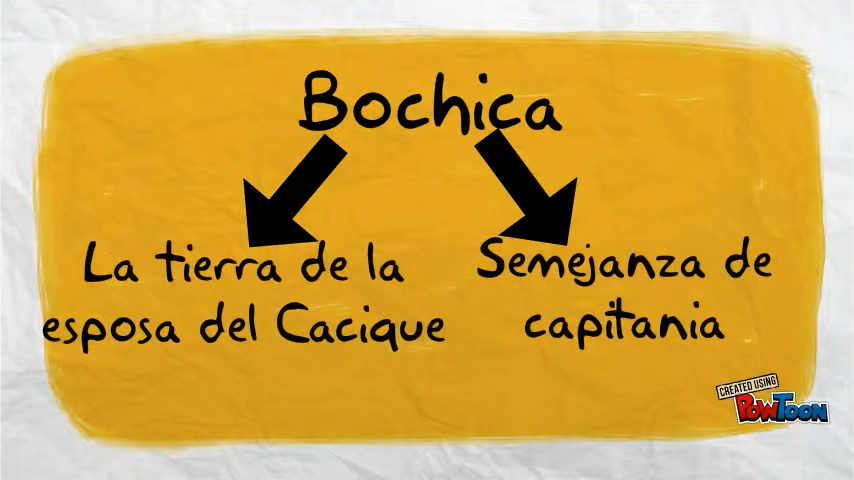 Bochica
La tierra de la
esposa del Cacique
Semejanza de
capitania
CREATED USING
POWTOON